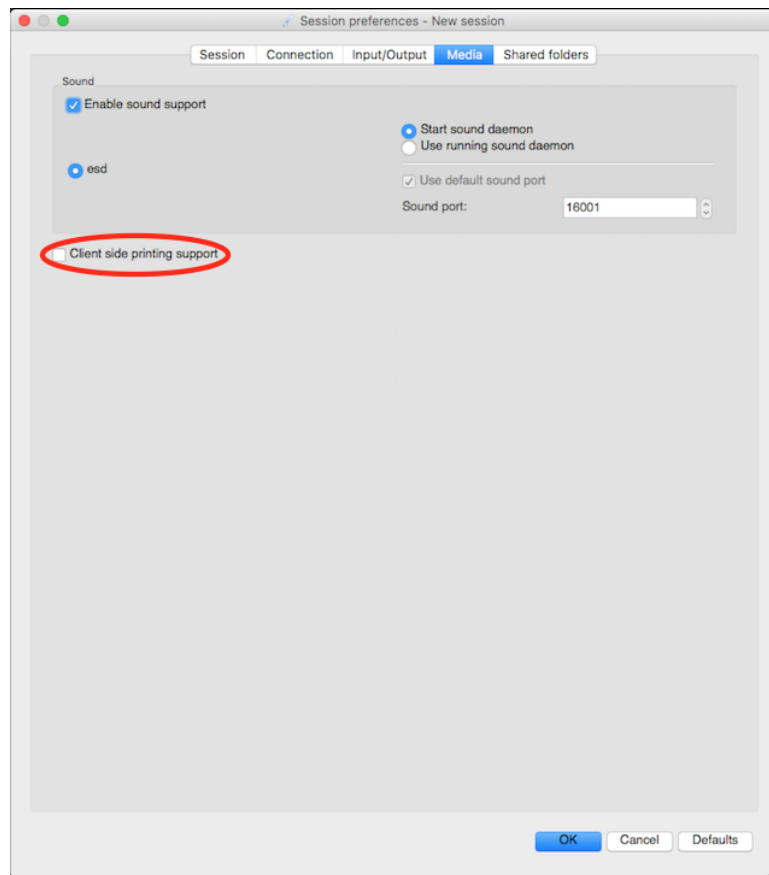 Session preferences - New session
Session Connection Input/Output Media Shared folders
Sound
Enable sound support
Start sound daemon
Use running sound daemon
esd
Use default sound port
Sound port: 16001
Client side printing support
OK Cancel Defaults